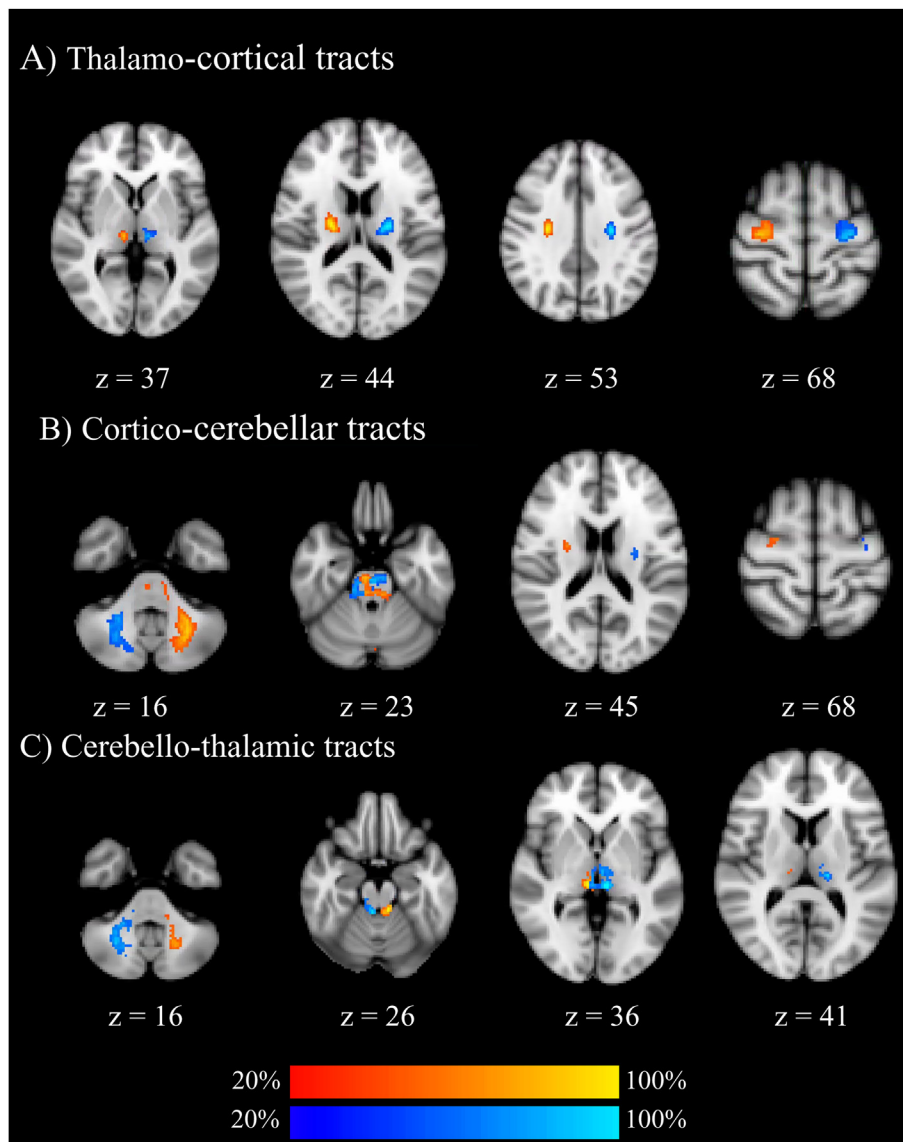 A) Thalamo-cortical tracts
z = 37
z = 44
z = 53
z = 68
B) Cortico-cerebellar tracts
z = 16
z = 23
z = 45
z = 68
C) Cerebello-thalamic tracts
z = 16
z = 26
z = 36
z = 41
20%
100%
20%
100%